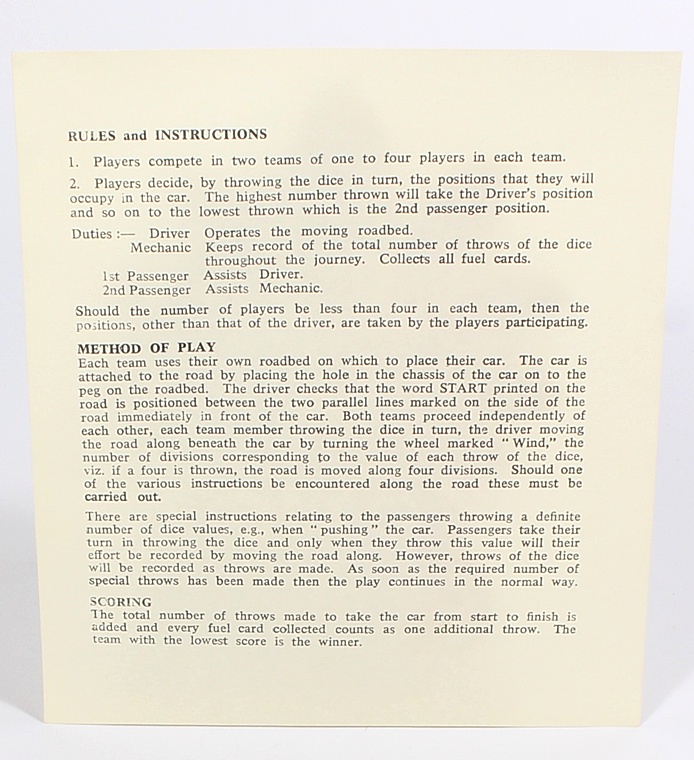 RULES and INSTRUCTIONS
1. Players compete in two teams of one to four players in each team.
2. Players decide, by throwing the dice in turn, the positions that they will
occupy in the car. The highest number thrown will take the Driver's position
and so on to the lowest thrown which is the 2nd passenger position.
Duties :— Driver Operates the moving roadbed.
Mechanic Keeps record of the total number of throws of the dice
throughout the journey. Collects all fuel cards.
1st Passenger Assists Driver.
2nd Passenger Assists Mechanic.
Should the number of players be less than four in each team, then the
positions, other than that of the driver, are taken by the players participating.
METHOD OF PLAY
Each team uses their own roadbed on which to place their car. The car is
attached to the road by placing the hole in the chassis of the car on to the
peg on the roadbed. The driver checks that the word START printed on the
road is positioned between the two parallel lines marked on the side of the
road immediately in front of the car. Both teams proceed independently of
each other, each team member throwing the dice in turn, the driver moving
the road along beneath the car by turning the wheel marked "Wind," the
number of divisions corresponding to the value of each throw of the dice,
viz. if a four is thrown, the road is moved along four divisions. Should one
of the various instructions be encountered along the road these must be
carried out.
There are special instructions relating to the passengers throwing a definite
number of dice values, e.g., when "pushing" the car. Passengers take their
turn in throwing the dice and only when they throw this value will their
effort be recorded by moving the road along. However, throws of the dice
will be recorded as throws are made. As soon as the required number of
special throws has been made then the play continues in the normal way.
SCORING
The total number of throws made to take the car from start to finish is
added and every fuel card collected counts as one additional throw. The
team with the lowest score is the winner.